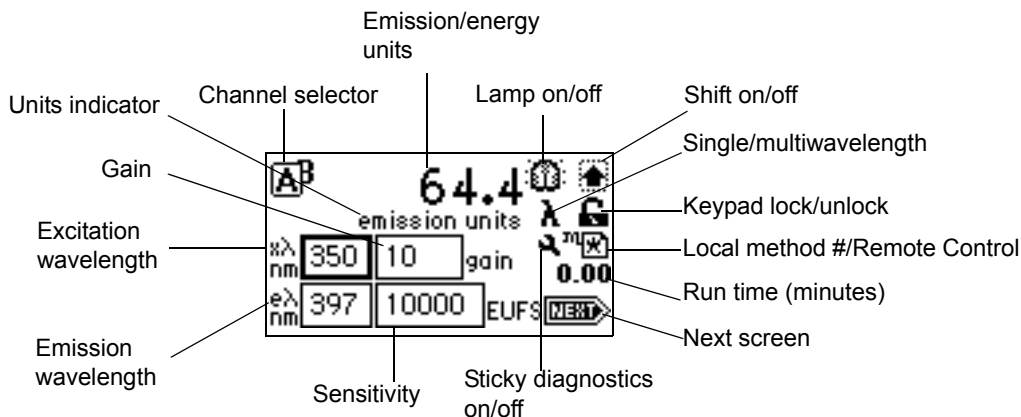 Emission/energy
units
Units indicator
Channel selector
Lamp on/off
Shift on/off
Single/multiwavelength
Gain
AB
64.4
emission units
λ
Keypad lock/unlock
Excitation
wavelength
xλ
nm
350
10
gain
m
*
Local method #/Remote Control
0.00
Run time (minutes)
eλ
nm
397
10000
EUFS
NEXT
Next screen
Emission
wavelength
Sensitivity
Sticky diagnostics
on/off